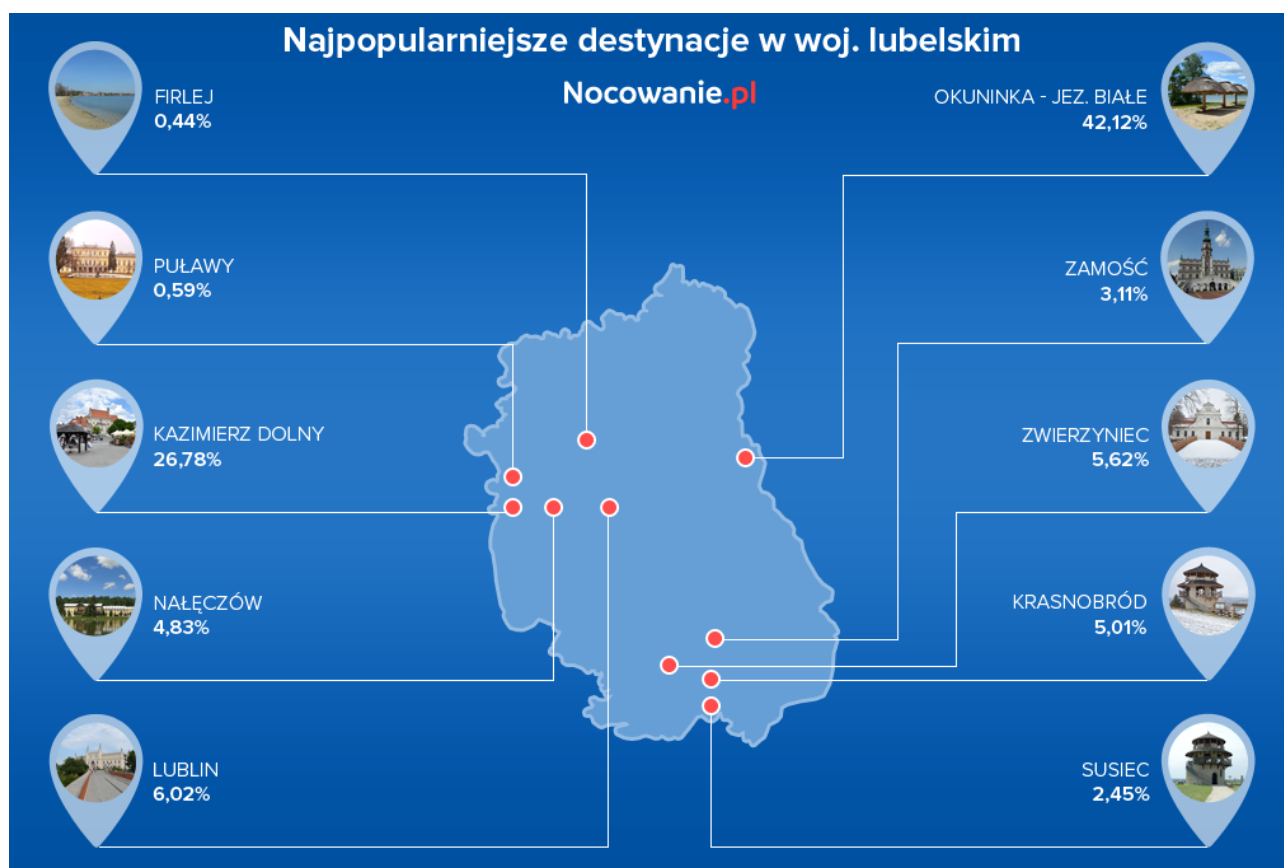 Najpopularniejsze destynacje w woj. lubelskim
Nocowanie.pl
FIRLEJ
0,44%
PUŁAWY
0,59%
KAZIMIERZ DOLNY
26,78%
NAŁĘCZÓW
4,83%
LUBLIN
6,02%
OKUNINKA - JEZ. BIAŁE
42,12%
ZAMOŚĆ
3,11%
ZWIERZYNIEC
5,62%
KRASNOBRÓD
5,01%
SUSIEC
2,45%